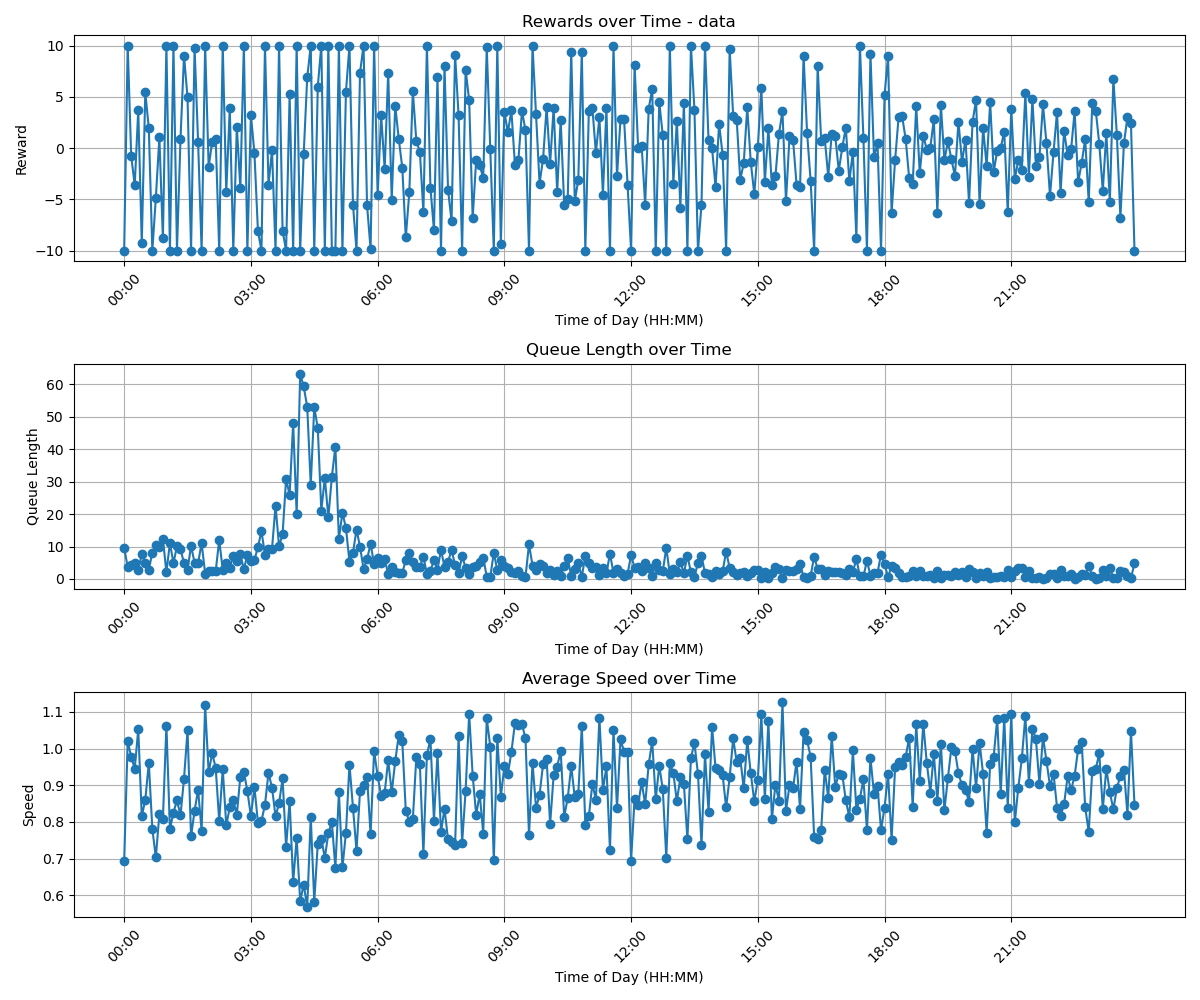 Rewards over Time - data
10
5
0
−5
−10
Reward
00:00 03:00 06:00 09:00 12:00 15:00 18:00 21:00
Time of Day (HH:MM)
Queue Length over Time
60
50
40
30
20
10
0
Queue Length
00:00 03:00 06:00 09:00 12:00 15:00 18:00 21:00
Time of Day (HH:MM)
Average Speed over Time
1.1
1.0
0.9
0.8
0.7
0.6
Speed
00:00 03:00 06:00 09:00 12:00 15:00 18:00 21:00
Time of Day (HH:MM)